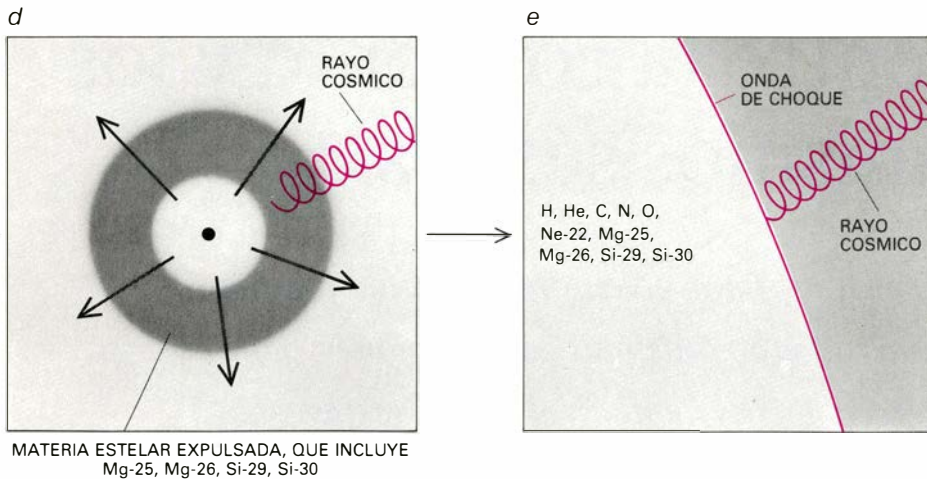 d
RAYO
COSMICO
MATERIA ESTELAR EXPULSADA, QUE INCLUYE
Mg-25, Mg-26, Si-29, Si-30
e
ONDA
DE CHOQUE
H, He, C, N, O,
Ne-22, Mg-25,
Mg-26, Si-29, Si-30
RAYO
COSMICO